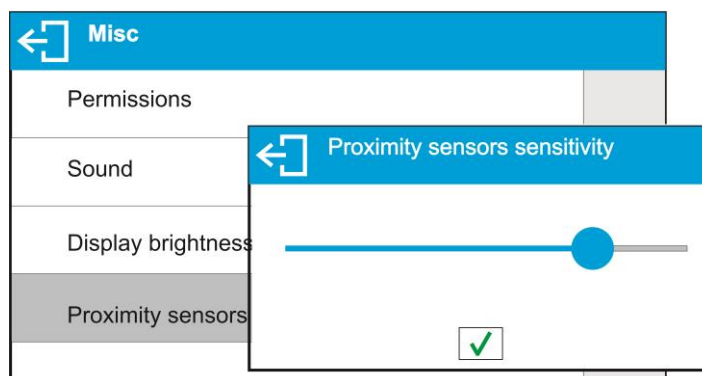 Misc
Permissions
Sound
Display brightness
Proximity sensors
Proximity sensors sensitivity